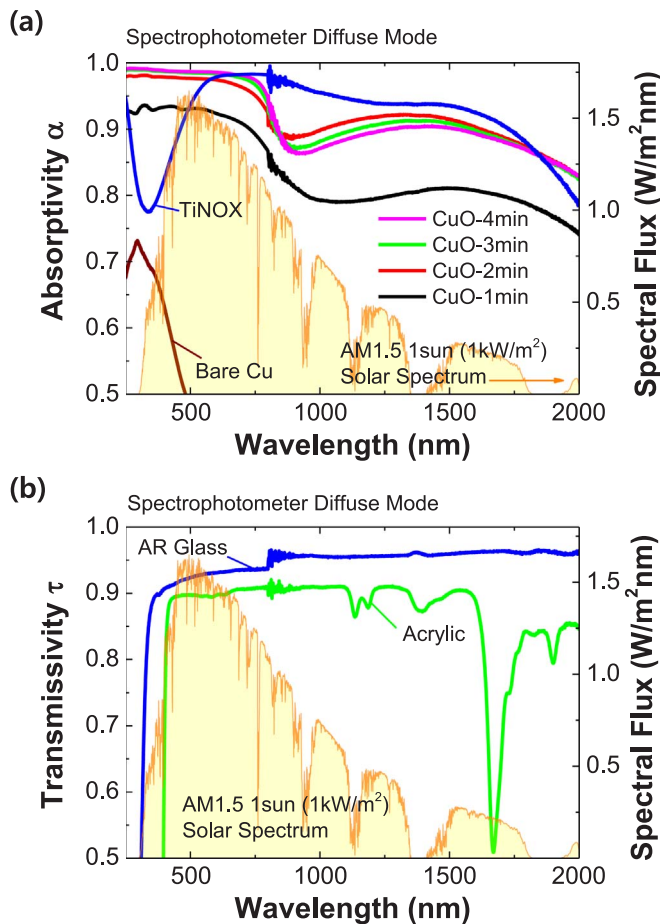 (a)
Spectrophotometer Diffuse Mode
1.0
0.9
0.8
0.7
0.6
0.5
Absorptivity α
1.5
1.0
0.5
0.0
Spectral Flux (W/m²nm)
TiNOX
Bare Cu
CuO-4min
CuO-3min
CuO-2min
CuO-1min
AM1.5 1sun (1kW/m²)
Solar Spectrum
500 1000 1500 2000
Wavelength (nm)
(b)
Spectrophotometer Diffuse Mode
1.0
0.9
0.8
0.7
0.6
0.5
Transmissivity τ
1.5
1.0
0.5
0.0
Spectral Flux (W/m²nm)
AR Glass
Acrylic
AM1.5 1sun (1kW/m²)
Solar Spectrum
500 1000 1500 2000
Wavelength (nm)